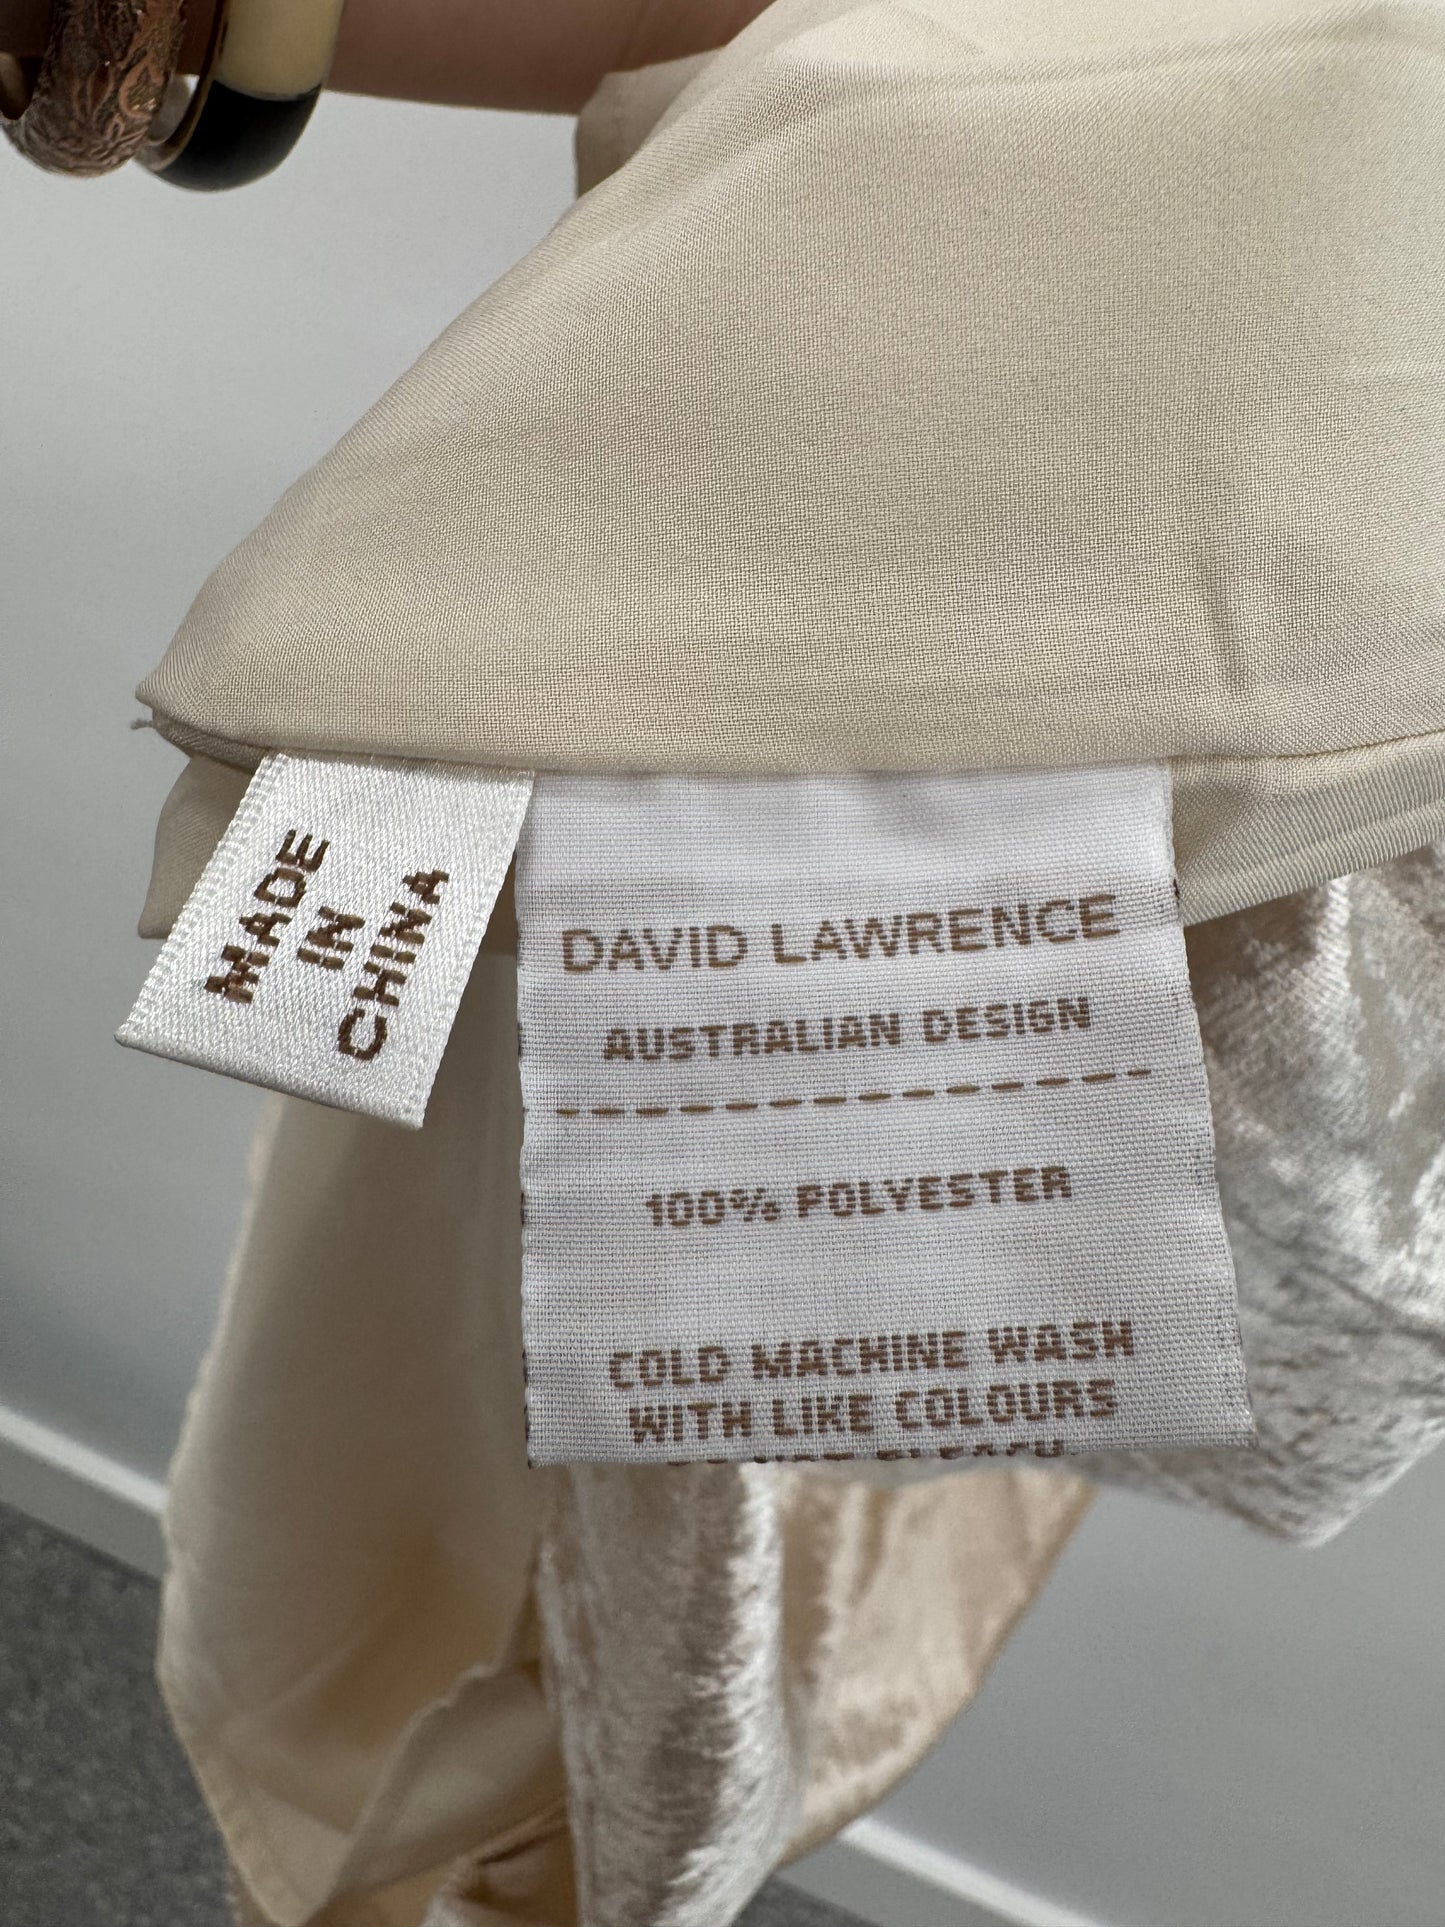 MADE
IN
CHINA
DAVID LAWRENCE
AUSTRALIAN DESIGN
100% POLYESTER
COLD MACHINE WASH
WITH LIKE COLOURS